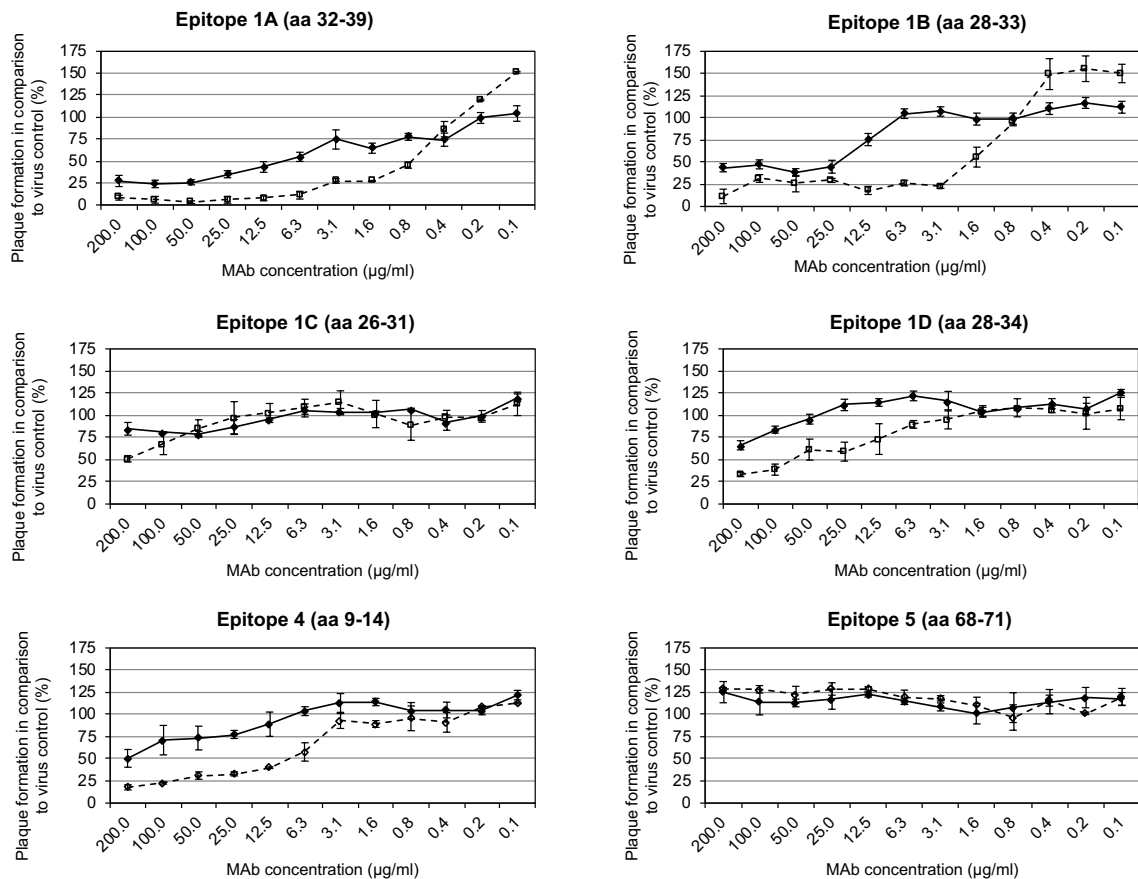 Epitope 1A (aa 32-39)
Plaque formation in comparison
to virus control (%)
175
150
125
100
75
50
25
0
200.0 100.0 50.0 25.0 12.5 6.3 3.1 1.6 0.8 0.4 0.2 0.1
MAb concentration (µg/ml)
Epitope 1B (aa 28-33)
Plaque formation in comparison
to virus control (%)
175
150
125
100
75
50
25
0
200.0 100.0 50.0 25.0 12.5 6.3 3.1 1.6 0.8 0.4 0.2 0.1
MAb concentration (µg/ml)
Epitope 1C (aa 26-31)
Plaque formation in comparison
to virus control (%)
175
150
125
100
75
50
25
0
200.0 100.0 50.0 25.0 12.5 6.3 3.1 1.6 0.8 0.4 0.2 0.1
MAb concentration (µg/ml)
Epitope 1D (aa 28-34)
Plaque formation in comparison
to virus control (%)
175
150
125
100
75
50
25
0
200.0 100.0 50.0 25.0 12.5 6.3 3.1 1.6 0.8 0.4 0.2 0.1
MAb concentration (µg/ml)
Epitope 4 (aa 9-14)
Plaque formation in comparison
to virus control (%)
175
150
125
100
75
50
25
0
200.0 100.0 50.0 25.0 12.5 6.3 3.1 1.6 0.8 0.4 0.2 0.1
MAb concentration (µg/ml)
Epitope 5 (aa 68-71)
Plaque formation in comparison
to virus control (%)
175
150
125
100
75
50
25
0
200.0 100.0 50.0 25.0 12.5 6.3 3.1 1.6 0.8 0.4 0.2 0.1
MAb concentration (µg/ml)